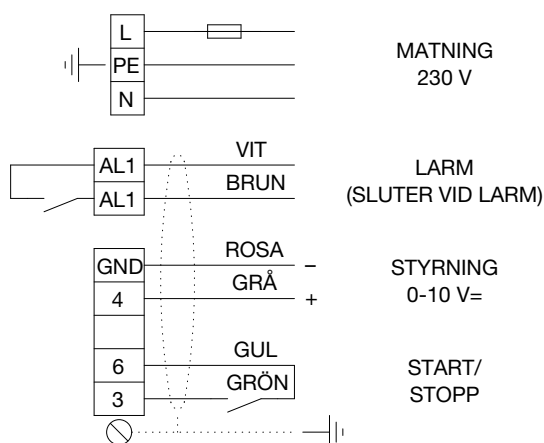 L
PE
N
MATNING
230 V
AL1
VIT
AL1
BRUN
LARM
(SLUTER VID LARM)
GND
ROSA
–
4
GRÅ
+
STYRNING
0-10 V=
6
GUL
3
GRÖN
START/
STOPP